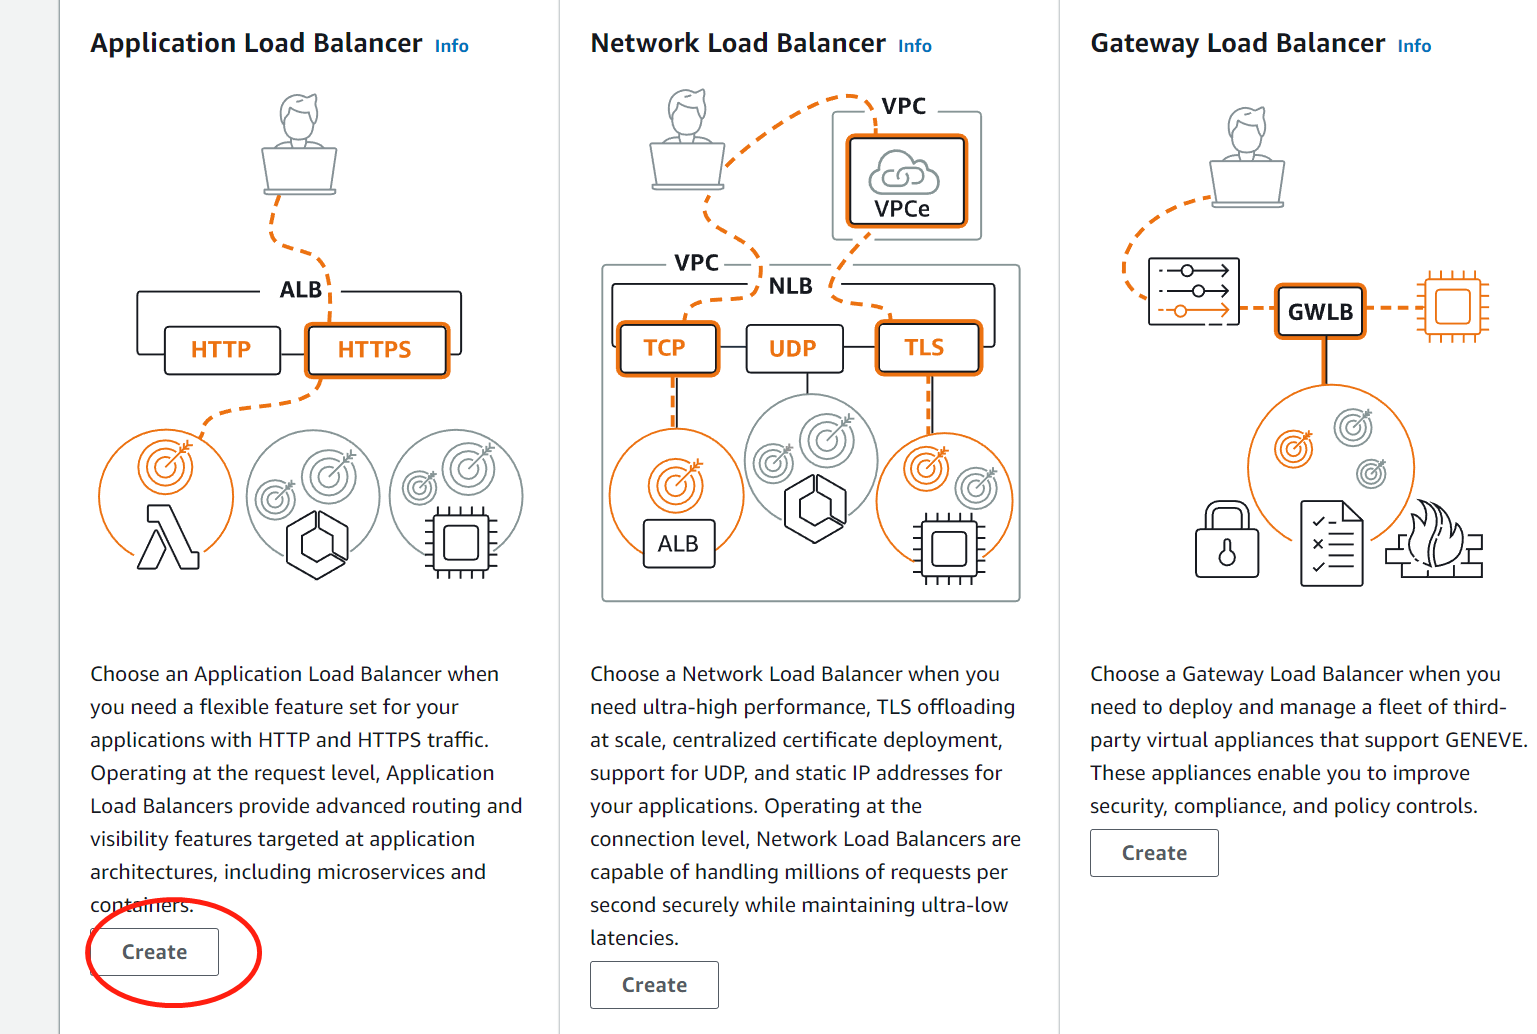 Application Load Balancer Info
ALB
HTTP
HTTPS
Choose an Application Load Balancer when
you need a flexible feature set for your
applications with HTTP and HTTPS traffic.
Operating at the request level, Application
Load Balancers provide advanced routing and
visibility features targeted at application
architectures, including microservices and
containers.
Create
Network Load Balancer Info
VPC
VPCe
VPC
NLB
TCP
UDP
TLS
ALB
Choose a Network Load Balancer when you
need ultra-high performance, TLS offloading
at scale, centralized certificate deployment,
support for UDP, and static IP addresses for
your applications. Operating at the
connection level, Network Load Balancers are
capable of handling millions of requests per
second securely while maintaining ultra-low
latencies.
Create
Gateway Load Balancer Info
GWLB
Choose a Gateway Load Balancer when you
need to deploy and manage a fleet of third-
party virtual appliances that support GENEVE.
These appliances enable you to improve
security, compliance, and policy controls.
Create